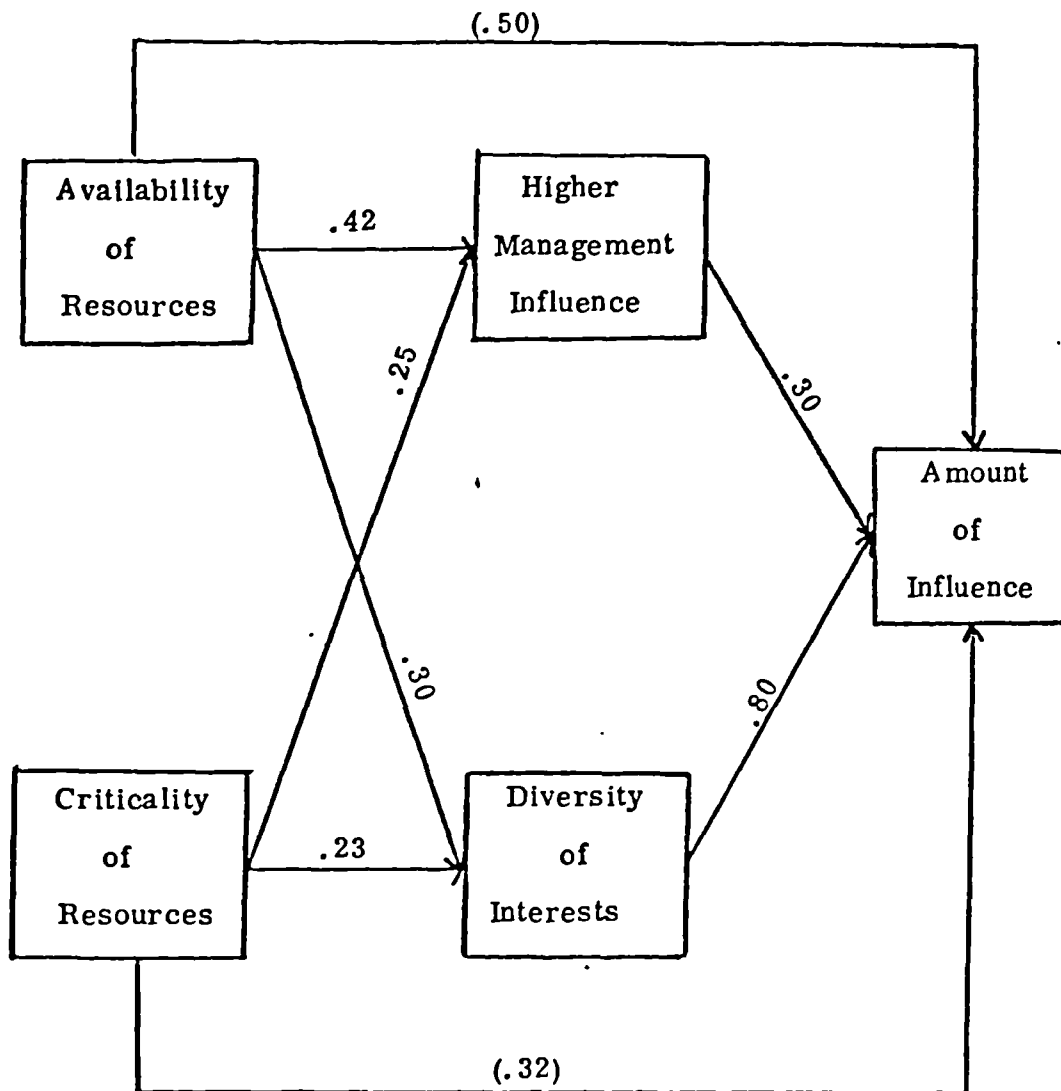 (.50)
Availability
of
Resources
.42
Higher
Management
Influence
.25
.30
Amount
of
Influence
.30
.80
Criticality
of
Resources
.23
Diversity
of
Interests
(.32)